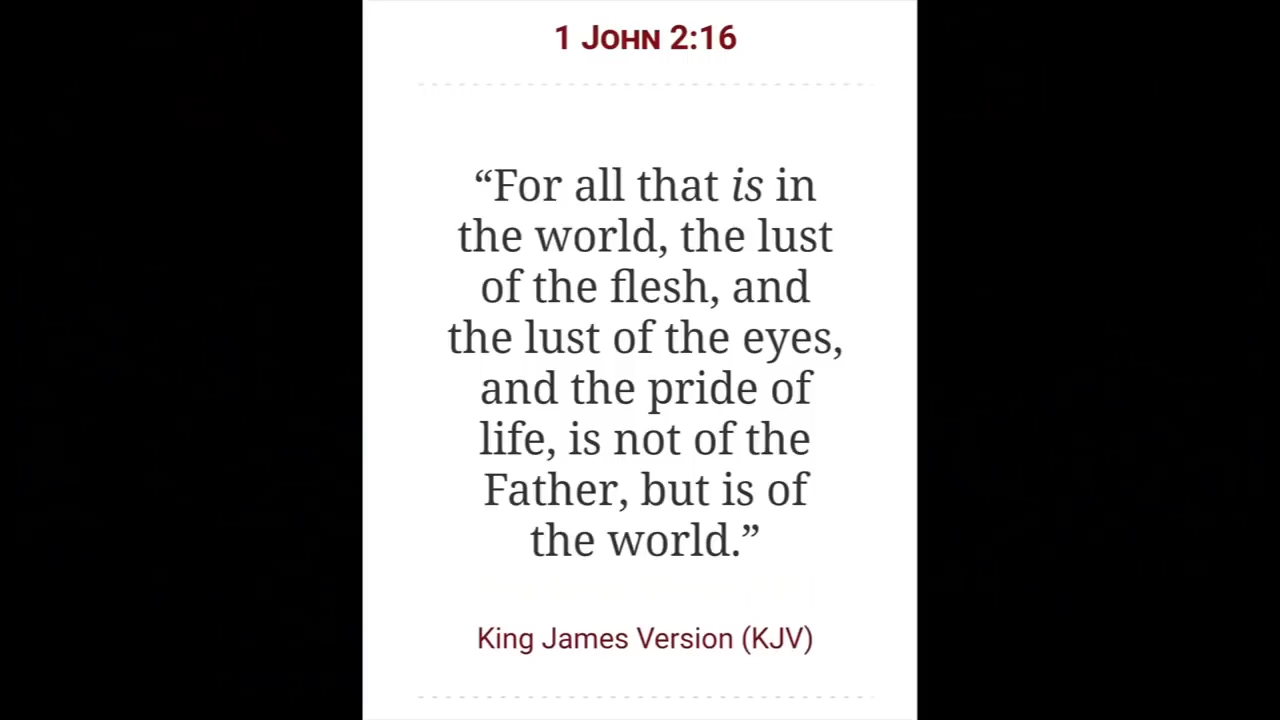 1 John 2:16
“For all that is in
the world, the lust
of the flesh, and
the lust of the eyes,
and the pride of
life, is not of the
Father, but is of
the world.”
King James Version (KJV)